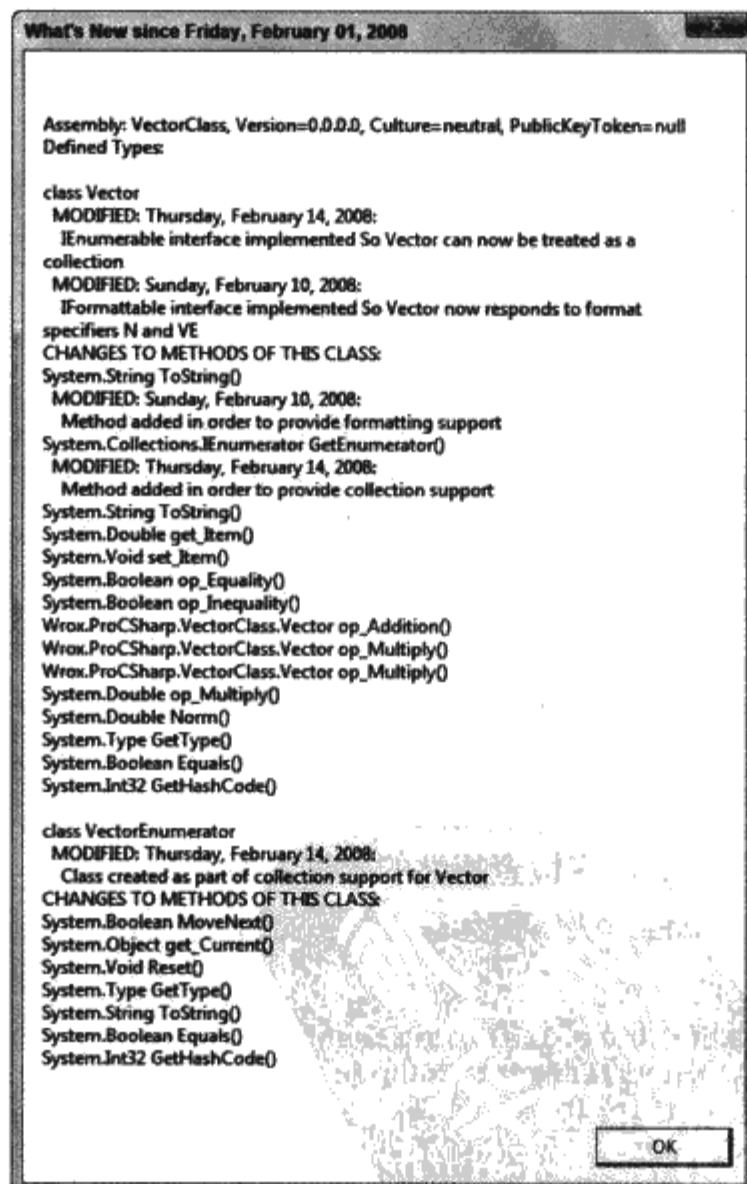 What's New since Friday, February 01, 2008
Assembly: VectorClass, Version=0.0.0.0, Culture=neutral, PublicKeyToken=null
Defined Types:
class Vector
MODIFIED: Thursday, February 14, 2008:
IEnumerable interface implemented So Vector can now be treated as a
collection
MODIFIED: Sunday, February 10, 2008:
IFormattable interface implemented So Vector now responds to format
specifiers N and VE
CHANGES TO METHODS OF THIS CLASS:
System.String ToString()
MODIFIED: Sunday, February 10, 2008:
Method added in order to provide formatting support
System.Collections.IEnumerator GetEnumerator()
MODIFIED: Thursday, February 14, 2008:
Method added in order to provide collection support
System.String ToString()
System.Double get_Item()
System.Void set_Item()
System.Boolean op_Equality()
System.Boolean op_Inequality()
Wrox.ProCSharp.VectorClass.Vector op_Addition()
Wrox.ProCSharp.VectorClass.Vector op_Multiply()
Wrox.ProCSharp.VectorClass.Vector op_Multiply()
System.Double op_Multiply()
System.Double Norm()
System.Type GetType()
System.Boolean Equals()
System.Int32 GetHashCode()
class VectorEnumerator
MODIFIED: Thursday, February 14, 2008:
Class created as part of collection support for Vector
CHANGES TO METHODS OF THIS CLASS:
System.Boolean MoveNext()
System.Object get_Current()
System.Void Reset()
System.Type GetType()
System.String ToString()
System.Boolean Equals()
System.Int32 GetHashCode()
OK